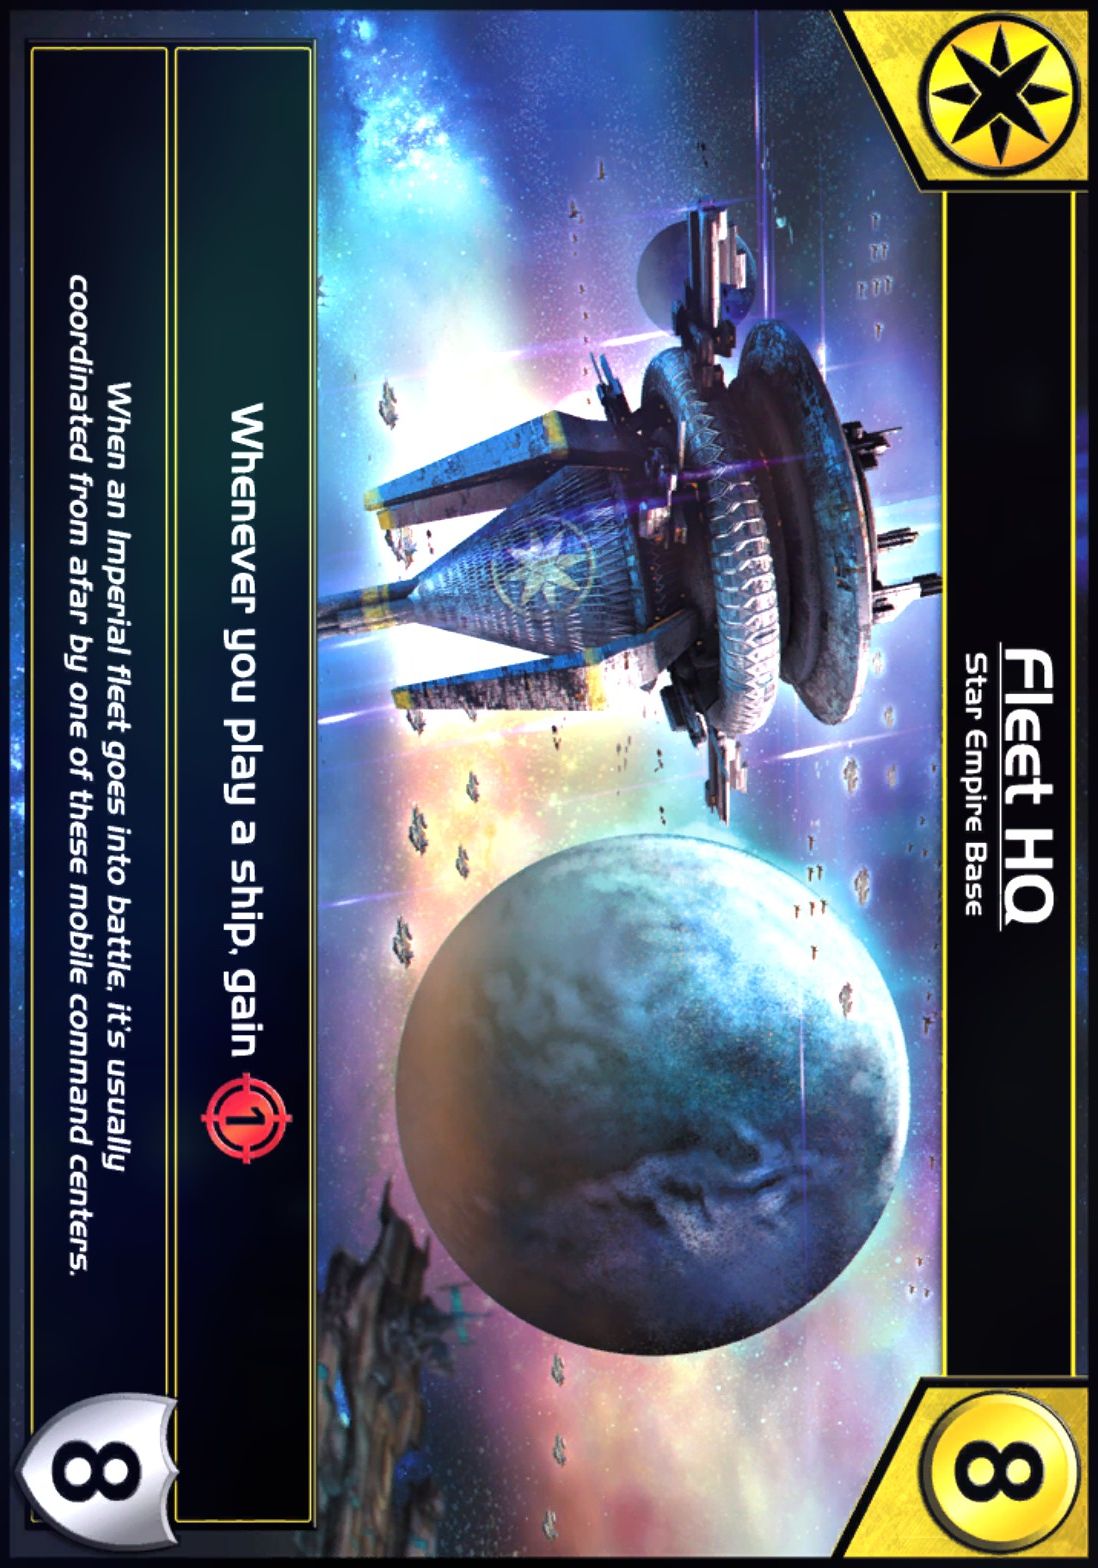 Fleet HQ
8
Star Empire Base
Whenever you play a ship, gain 1
When an Imperial fleet goes into battle, it's usually
coordinated from afar by one of these mobile command centers.
8